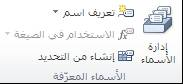 إدارة
الأسماء
تعريف اسم
الاستخدام في الصيغة
إنشاء من التحديد
الأسماء المعرّفة